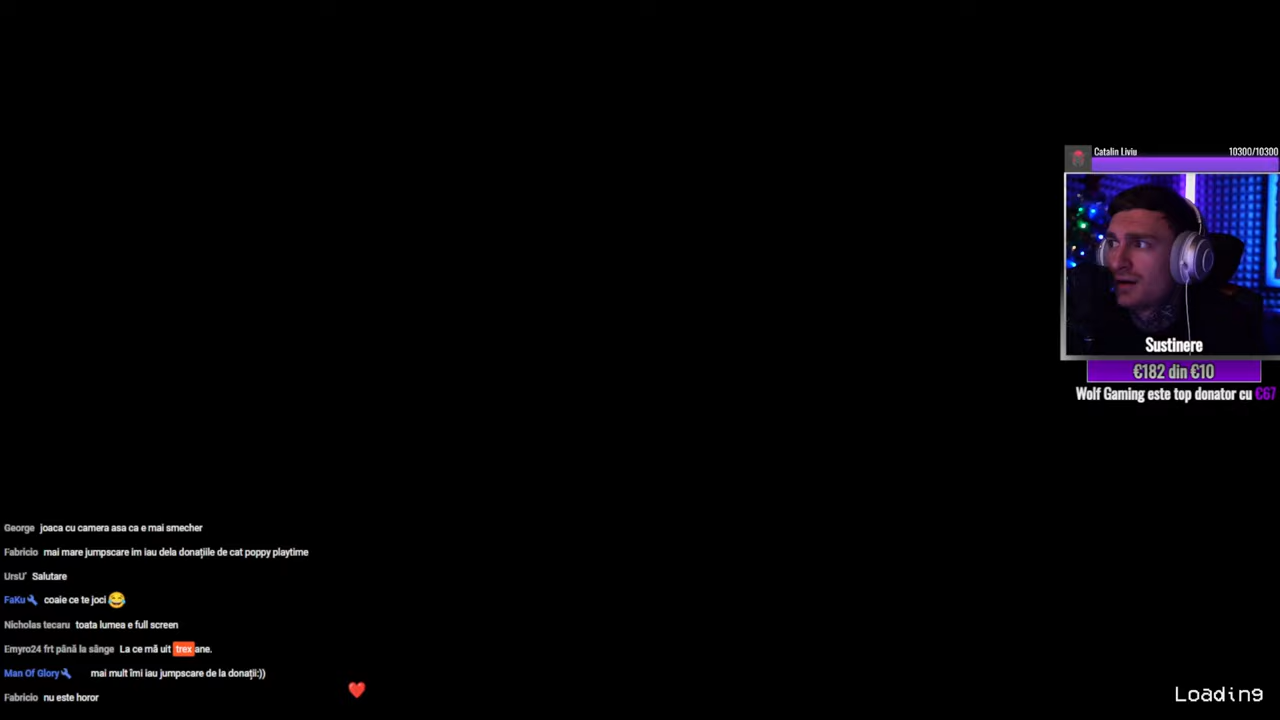 Catalin Liviu 10300/10300
Sustinere
€182 din €10
Wolf Gaming este top donator cu €67
George joaca cu camera asa ca e mai smecher
Fabricio mai mare jumpscare im iau dela donațiile de cat poppy playtime
UrsU' Salutare
FaKu coaie ce te joci 😂
Nicholas tecaru toata lumea e full screen
Emyro24 frt până la sânge La ce mă uit trex ane.
Man Of Glory mai mult îmi iau jumpscare de la donații:))
Fabricio nu este horor
Loading